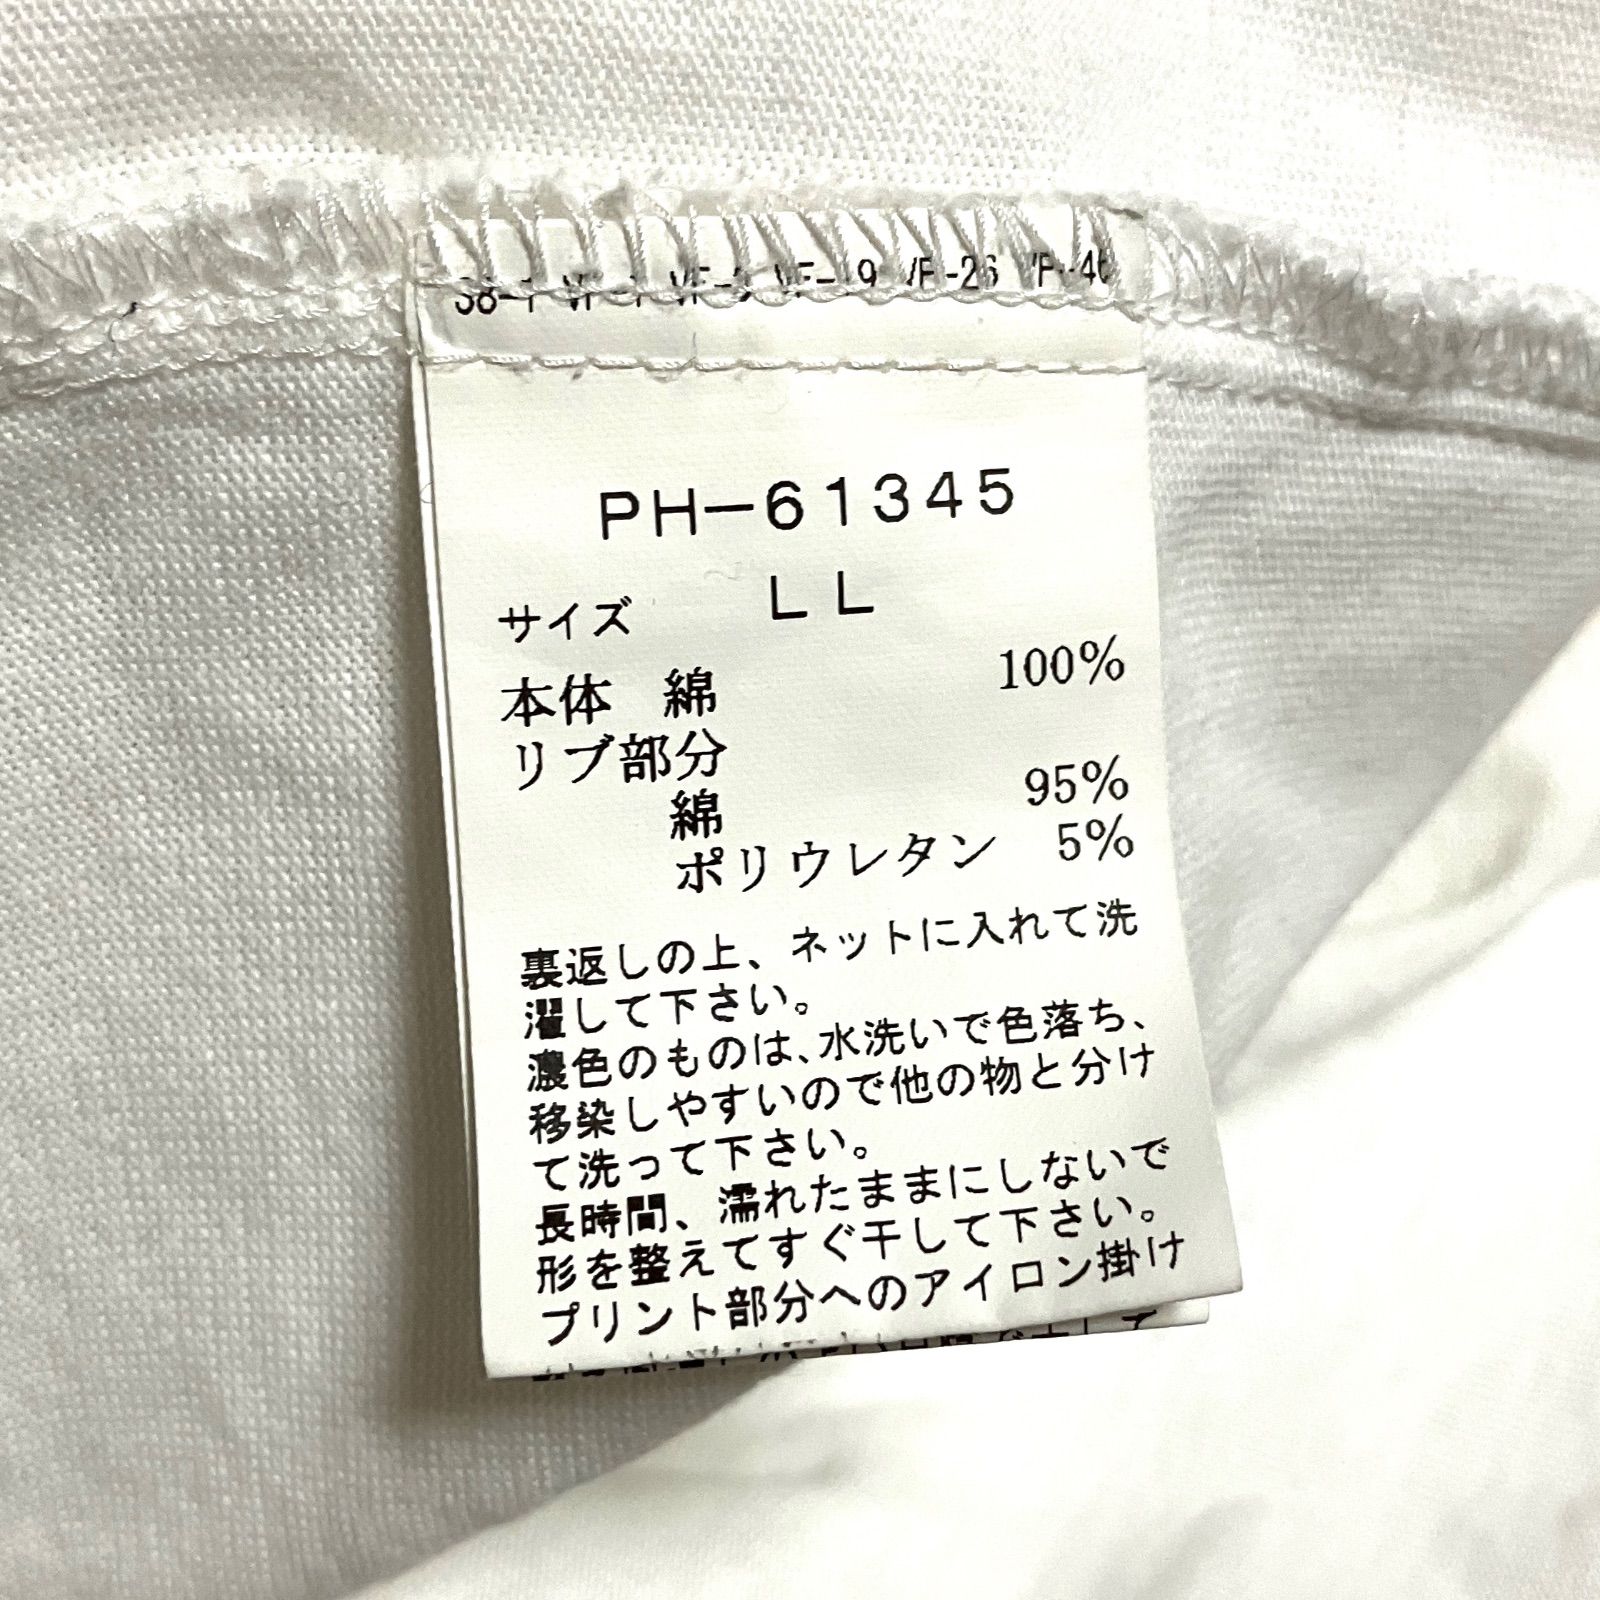 PH-61345
サイズ LL
本体 綿 100%
リブ部分
綿 95%
ポリウレタン 5%
裏返しの上、ネットに入れて洗
濯して下さい。
濃色のものは、水洗いで色落ち、
移染しやすいので他の物と分け
て洗って下さい。
長時間、濡れたままにしないで
形を整えてすぐ干して下さい。
プリント部分へのアイロン掛け